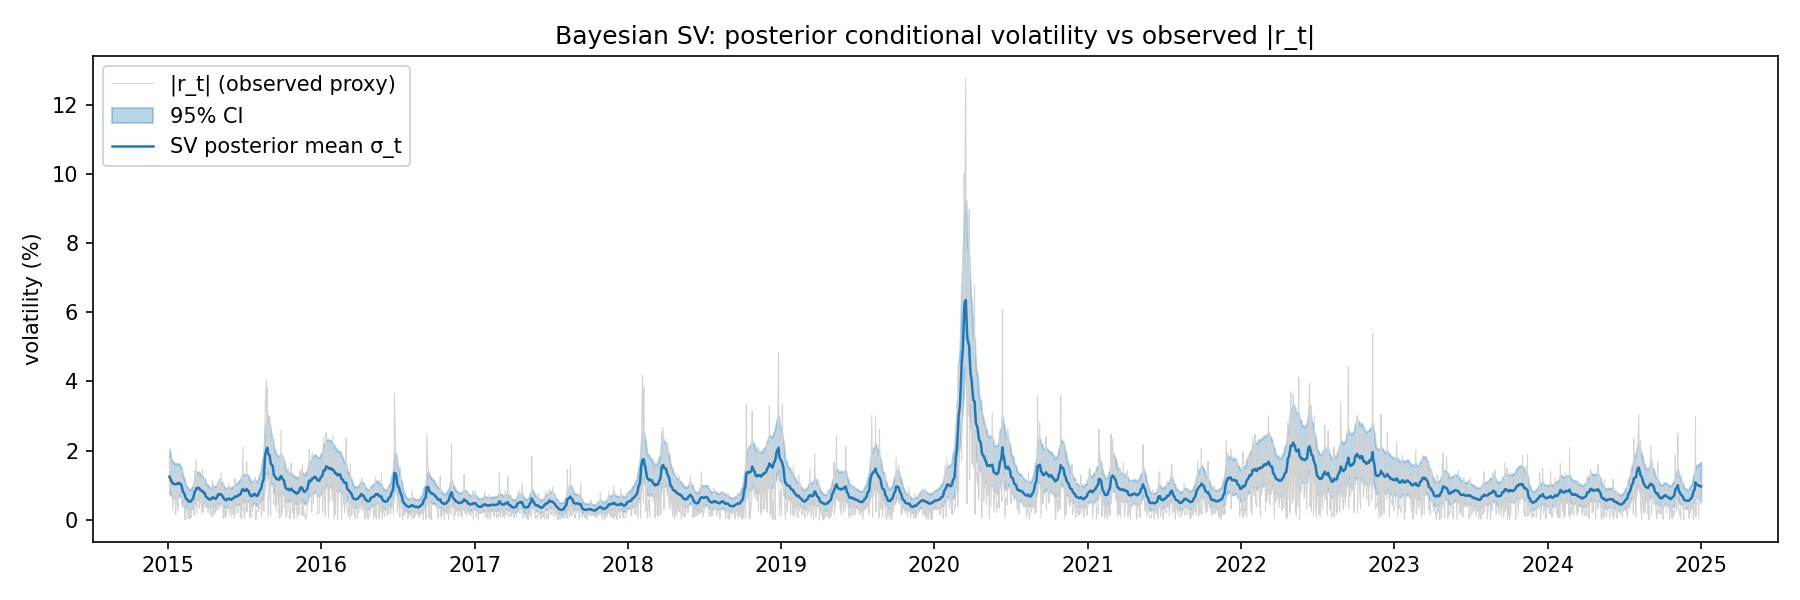 Bayesian SV: posterior conditional volatility vs observed |r_t|
|r_t| (observed proxy)
95% CI
SV posterior mean σ_t
volatility (%)
12
10
8
6
4
2
0
2015 2016 2017 2018 2019 2020 2021 2022 2023 2024 2025